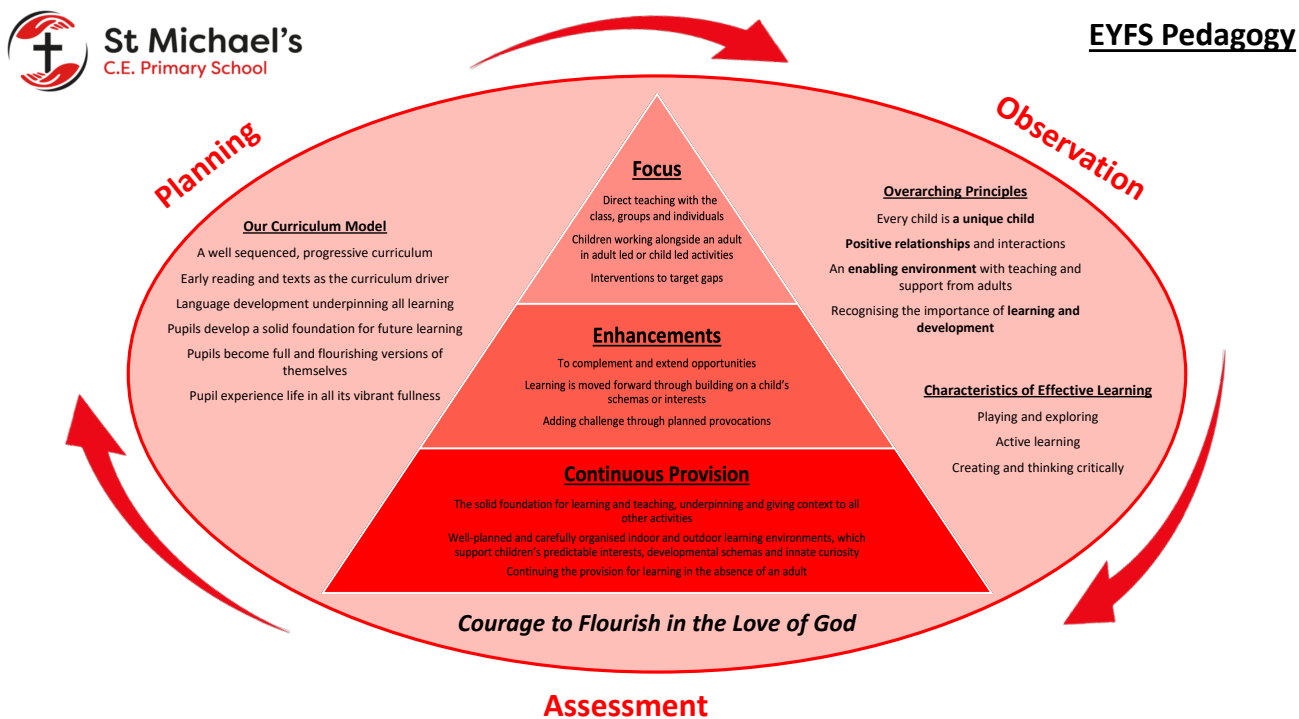 St Michael's
C.E. Primary School
EYFS Pedagogy
Planning
Observation
Our Curriculum Model
A well sequenced, progressive curriculum
Early reading and texts as the curriculum driver
Language development underpinning all learning
Pupils develop a solid foundation for future learning
Pupils become full and flourishing versions of
themselves
Pupil experience life in all its vibrant fullness
Focus
Direct teaching with the
class, groups and individuals
Children working alongside an adult
in adult led or child led activities
Interventions to target gaps
Enhancements
To complement and extend opportunities
Learning is moved forward through building on a child's
schemas or interests
Adding challenge through planned provocations
Continuous Provision
The solid foundation for learning and teaching, underpinning and giving context to all
other activities
Well-planned and carefully organised indoor and outdoor learning environments, which
support children's predictable interests, developmental schemas and innate curiosity
Continuing the provision for learning in the absence of an adult
Overarching Principles
Every child is a unique child
Positive relationships and interactions
An enabling environment with teaching and
support from adults
Recognising the importance of learning and
development
Characteristics of Effective Learning
Playing and exploring
Active learning
Creating and thinking critically
Courage to Flourish in the Love of God
Assessment